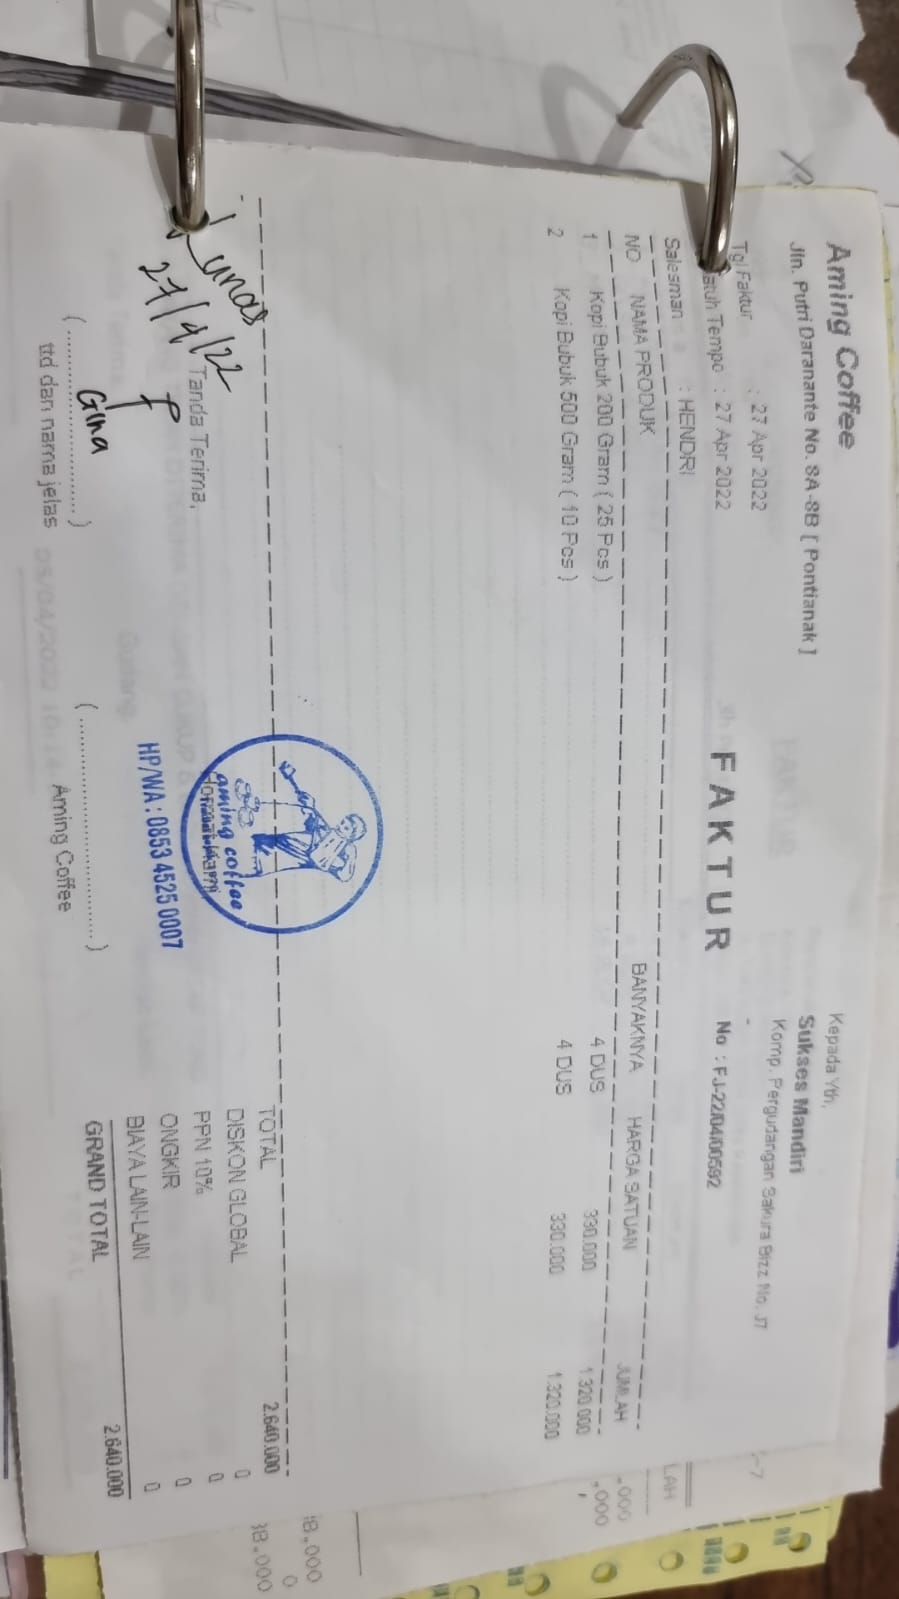 Aming Coffee
Jln. Putri Daranante No. 8A-8B [ Pontianak ]
Kepada Yth,
Sukses Mandiri
Komp. Pergudangan Sakura Bizz No. J7
-
Tgl Faktur : 27 Apr 2022
Jatuh Tempo : 27 Apr 2022
FAKTUR
No : FJ-22/04/00592
Salesman : HENDRI
NO NAMA PRODUK BANYAKNYA HARGA SATUAN JUMLAH
1 Kopi Bubuk 200 Gram ( 25 Pcs ) 4 DUS 330.000 1.320.000
2 Kopi Bubuk 500 Gram ( 10 Pcs ) 4 DUS 330.000 1.320.000
TOTAL 2.640.000
DISKON GLOBAL 0
PPN 10% 0
ONGKIR 0
BIAYA LAIN-LAIN 0
GRAND TOTAL 2.640.000
Lunas
27/4/22
Tanda Terima,
Gina
( ........................ )
ttd dan nama jelas
Hormat Kami
aming coffee
HP/WA : 0853 4525 0007
( ................................ )
Aming Coffee